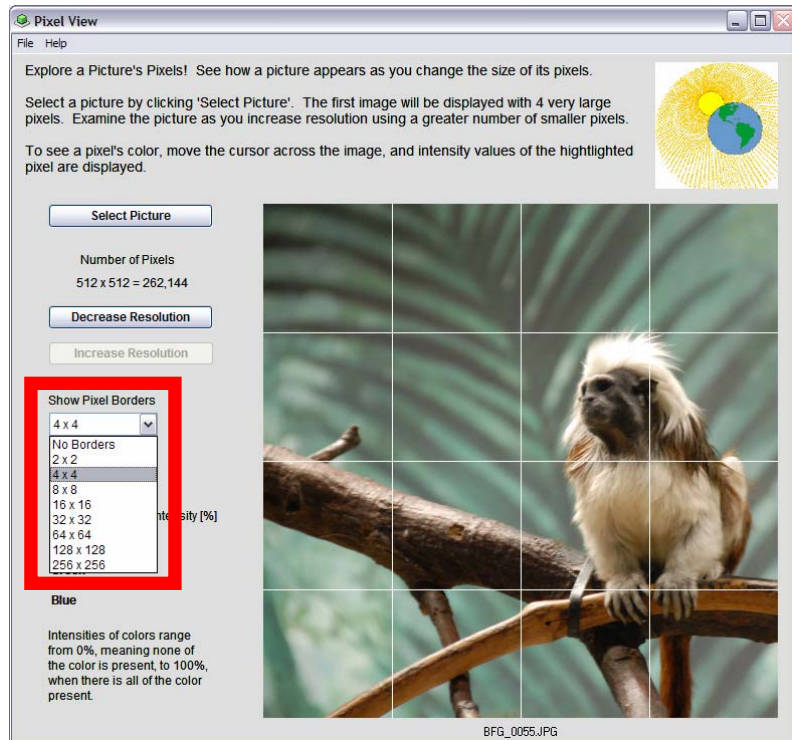 Pixel View
File Help
Explore a Picture's Pixels! See how a picture appears as you change the size of its pixels.
Select a picture by clicking 'Select Picture'. The first image will be displayed with 4 very large
pixels. Examine the picture as you increase resolution using a greater number of smaller pixels.
To see a pixel's color, move the cursor across the image, and intensity values of the hightlighted
pixel are displayed.
Select Picture
Number of Pixels
512 x 512 = 262,144
Decrease Resolution
Increase Resolution
Show Pixel Borders
4 x 4
No Borders
2 x 2
4 x 4
8 x 8
16 x 16
32 x 32
64 x 64
128 x 128
256 x 256
ntensity [%]
Blue
Intensities of colors range
from 0%, meaning none of
the color is present, to 100%,
when there is all of the color
present.
BFG_0055.JPG